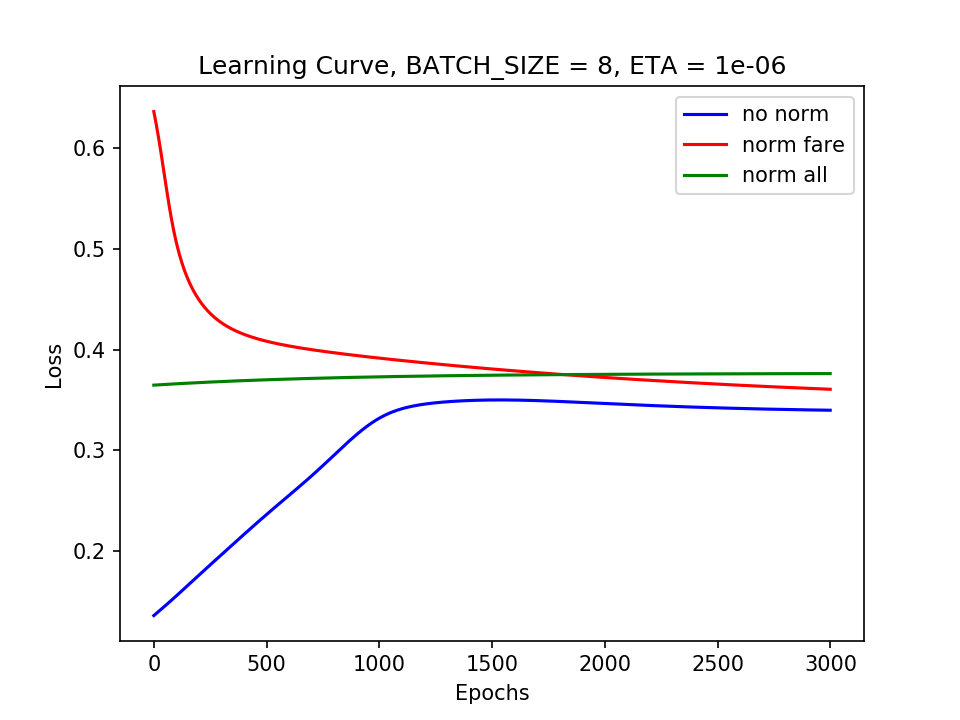 Learning Curve, BATCH_SIZE = 8, ETA = 1e-06
no norm
norm fare
norm all
Loss
0.6
0.5
0.4
0.3
0.2
0 500 1000 1500 2000 2500 3000
Epochs